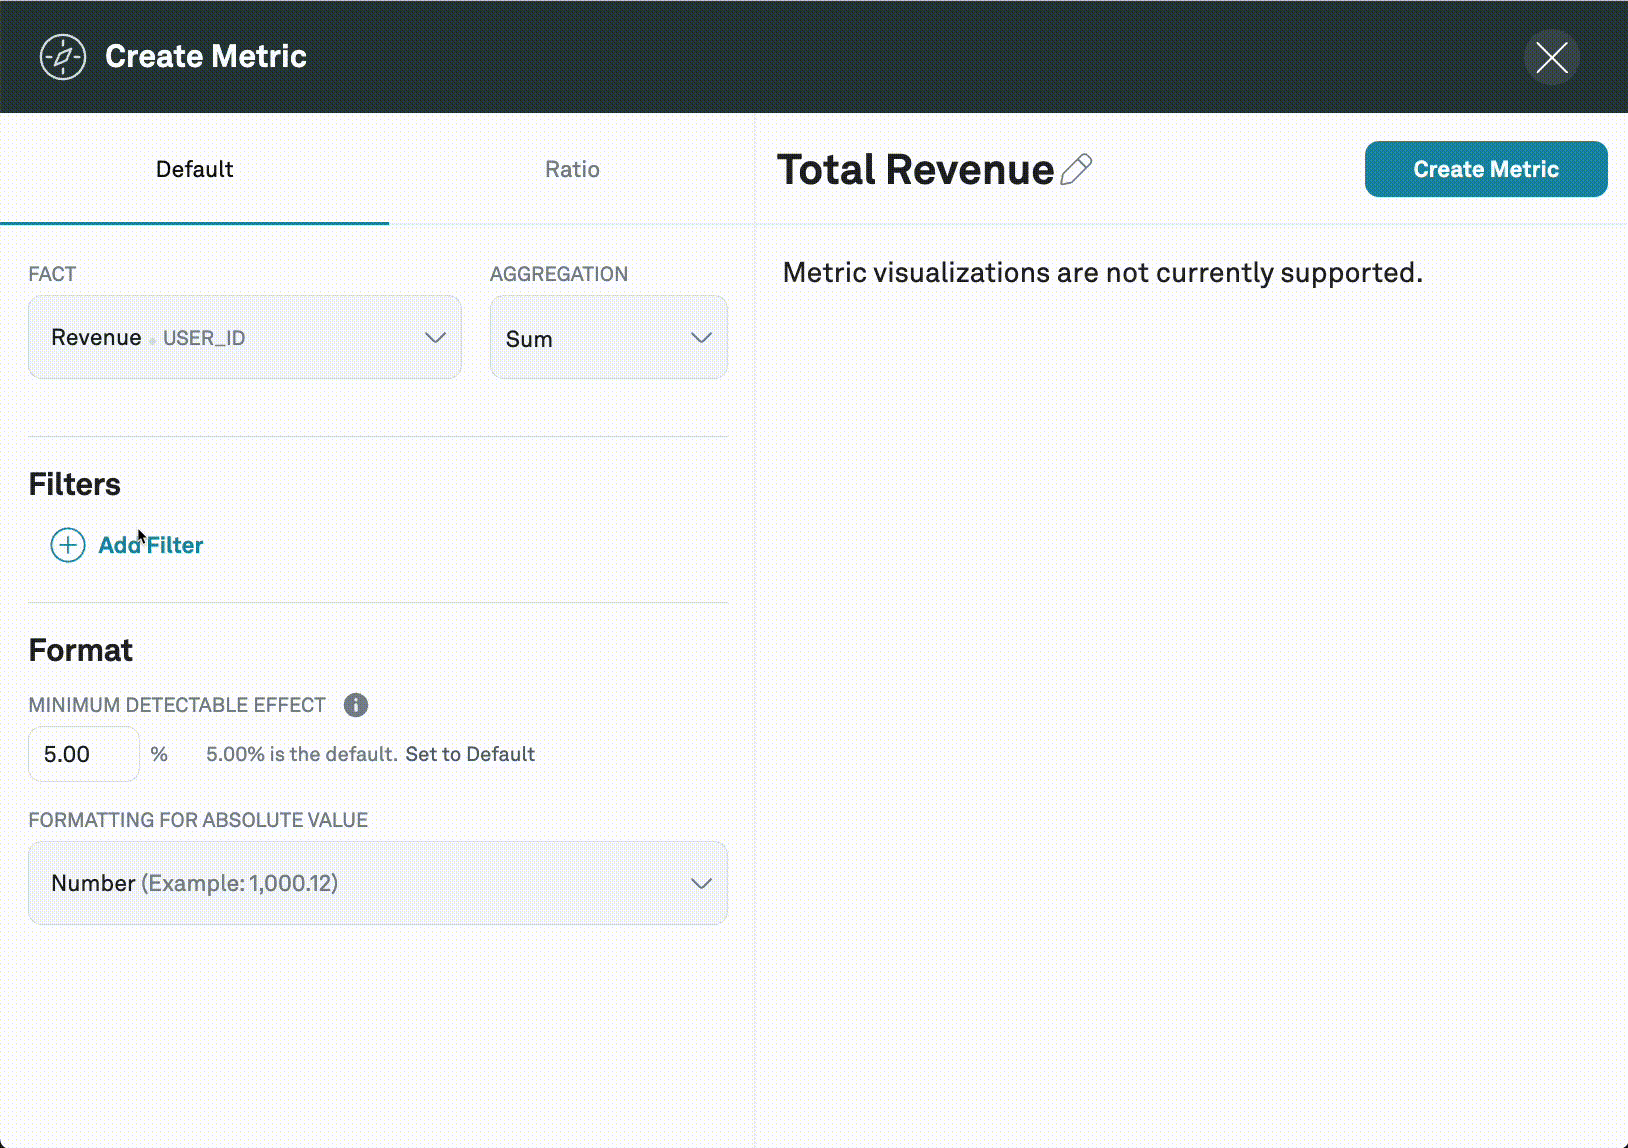 Create Metric
Default
Ratio
Total Revenue
Create Metric
FACT
AGGREGATION
Revenue USER_ID
Sum
Metric visualizations are not currently supported.
Filters
Add Filter
Format
MINIMUM DETECTABLE EFFECT
5.00 % 5.00% is the default. Set to Default
FORMATTING FOR ABSOLUTE VALUE
Number (Example: 1,000.12)